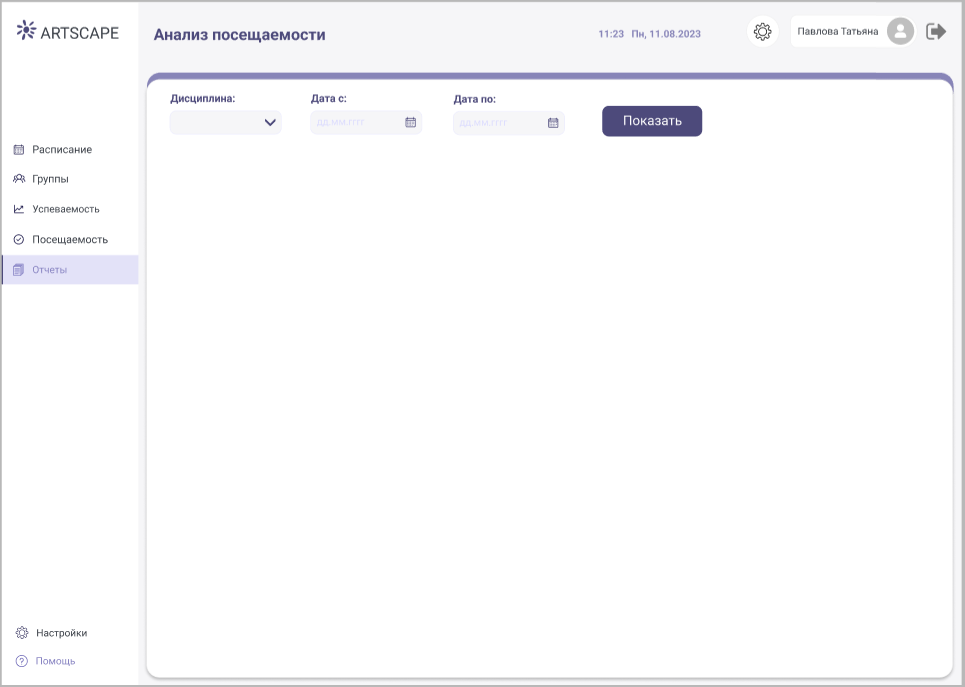 ARTSCAPE
Анализ посещаемости
11:23 Пн, 11.08.2023
Павлова Татьяна
Расписание
Группы
Успеваемость
Посещаемость
Отчеты
Настройки
Помощь
Дисциплина:
Дата с:
Дата по:
дд.мм.гггг
дд.мм.гггг
Показать